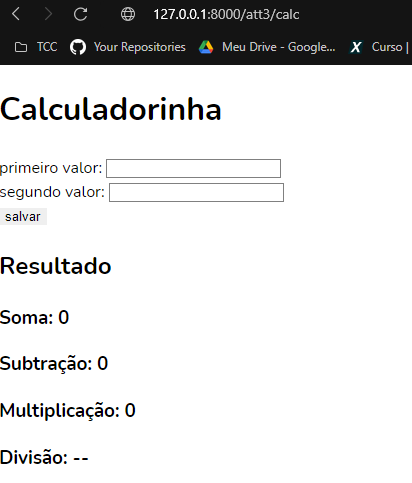 127.0.0.1:8000/att3/calc
TCC Your Repositories Meu Drive - Google... Curso |
Calculadorinha
primeiro valor:
segundo valor:
salvar
Resultado
Soma: 0
Subtração: 0
Multiplicação: 0
Divisão: --